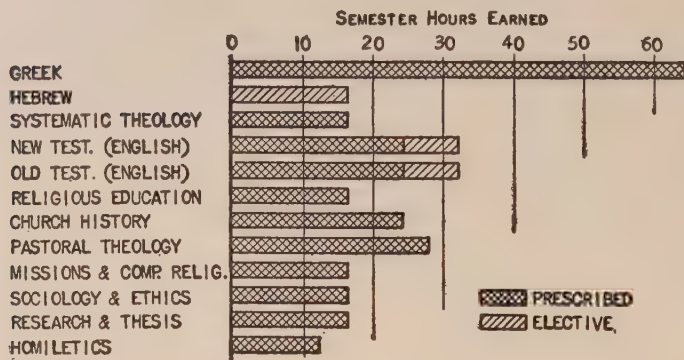 SEMESTER HOURS EARNED
0 10 20 30 40 50 60
GREEK
HEBREW
SYSTEMATIC THEOLOGY
NEW TEST. (ENGLISH)
OLD TEST. (ENGLISH)
RELIGIOUS EDUCATION
CHURCH HISTORY
PASTORAL THEOLOGY
MISSIONS & COMP. RELIG.
SOCIOLOGY & ETHICS
RESEARCH & THESIS
HOMILETICS
PRESCRIBED
ELECTIVE,